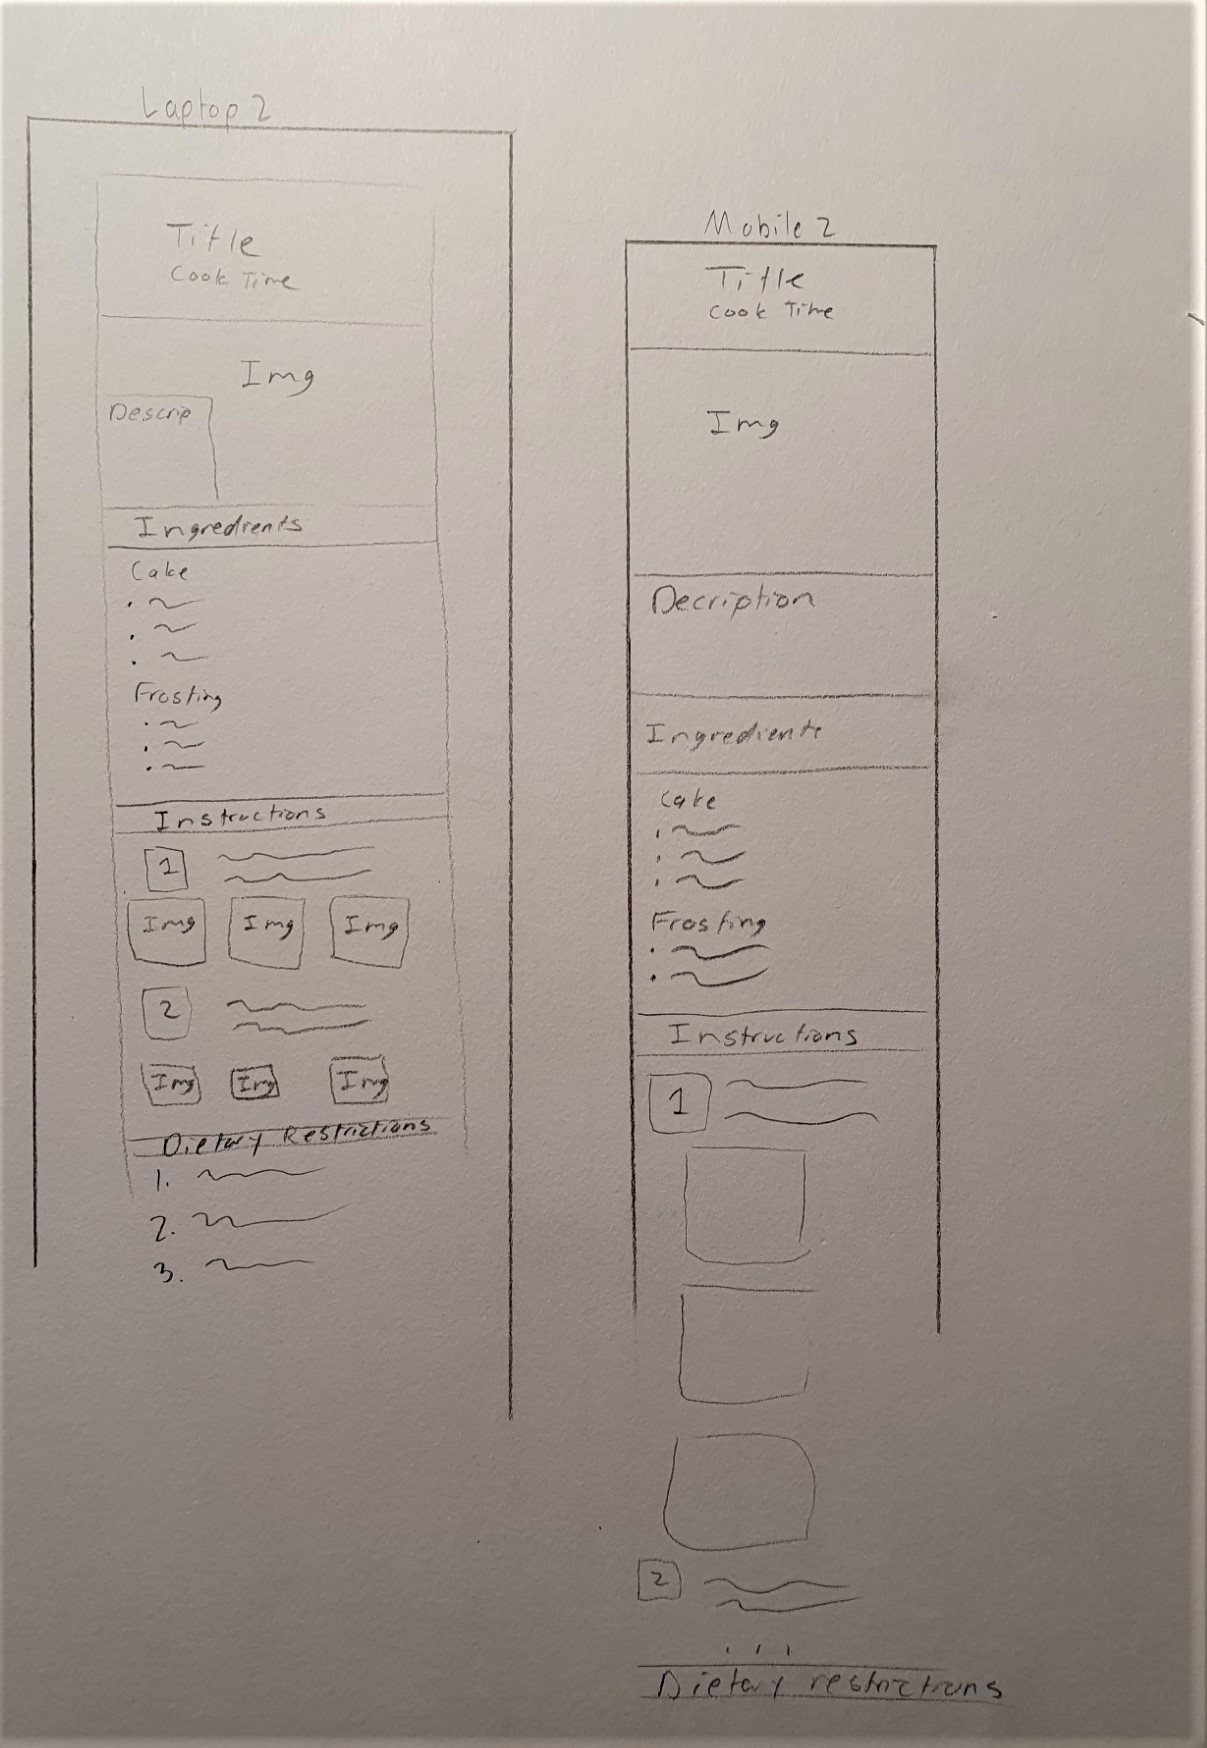 Laptop 2
Title
Cook Time
Img
Descrip
Ingredients
Cake
Frosting
Instructions
1
Img Img Img
2
Img Img Img
Dietary Restrictions
1.
2.
3.
Mobile 2
Title
Cook Time
Img
Decription
Ingredients
Cake
Frosting
Instructions
1
2
...
Dietary restrictions